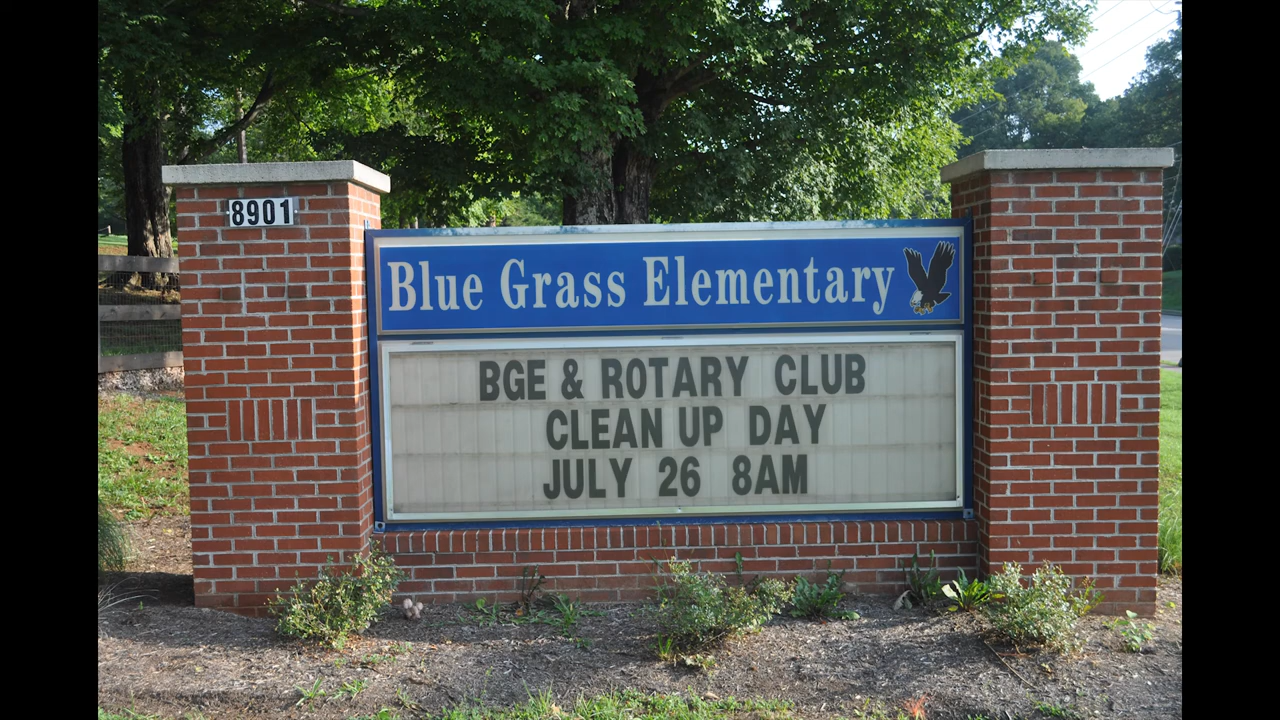 8901
Blue Grass Elementary
BGE & ROTARY CLUB
CLEAN UP DAY
JULY 26 8AM